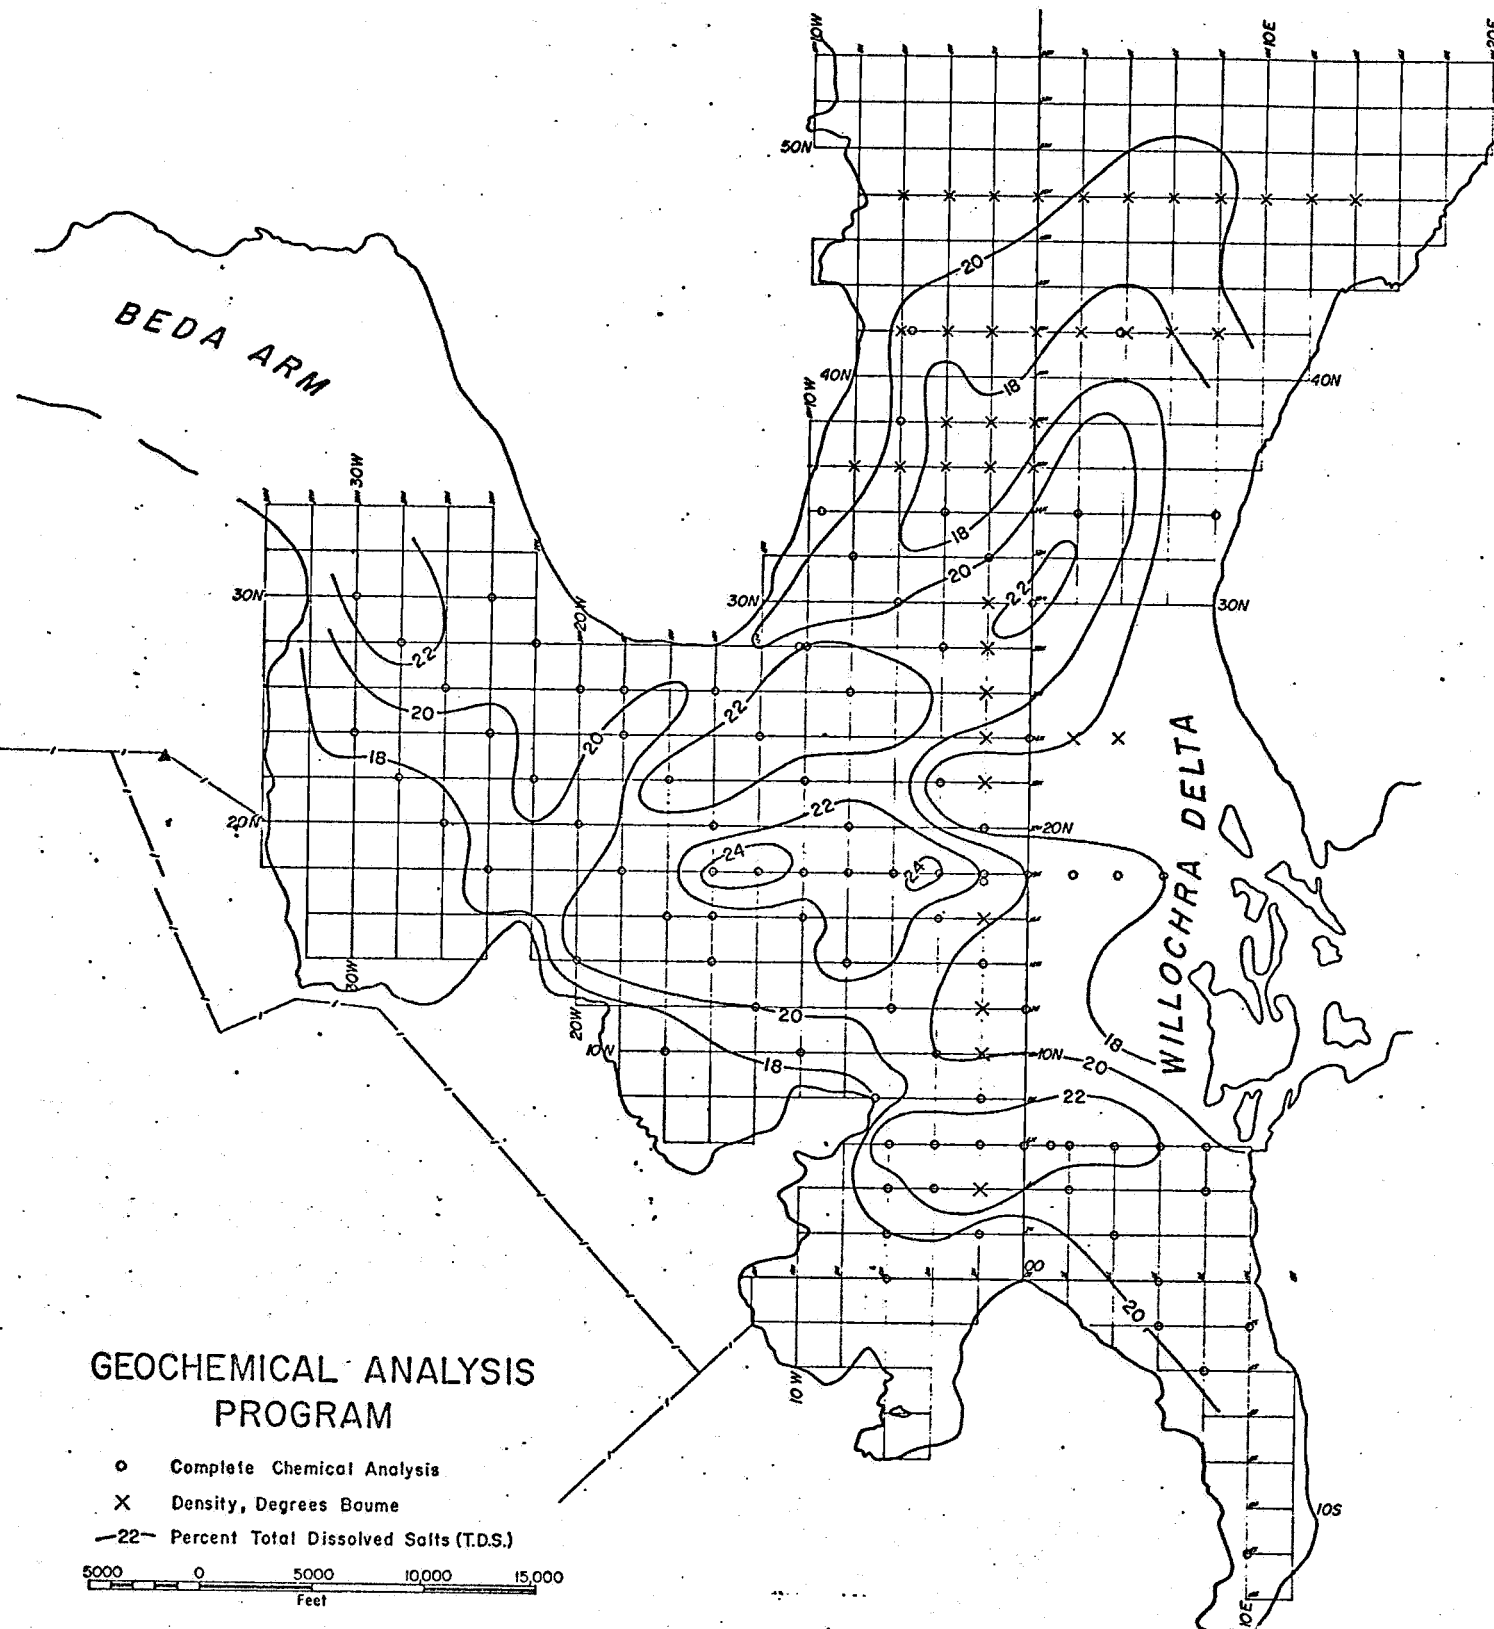 10W
10E
20E
50N
20
BEDA ARM
40N
18
40N
10W
30W
18
20
22
30N
20W
30N
30N
22
22
20
20
18
WILLOCHRA DELTA
20N
22
20N
24
24
30W
20W
20
10N
10N
20
18
18
22
00
20
10W
GEOCHEMICAL ANALYSIS
PROGRAM
o Complete Chemical Analysis
X Density, Degrees Baume
—22— Percent Total Dissolved Salts (T.D.S.)
10S
5000 0 5000 10,000 15,000
Feet
10E